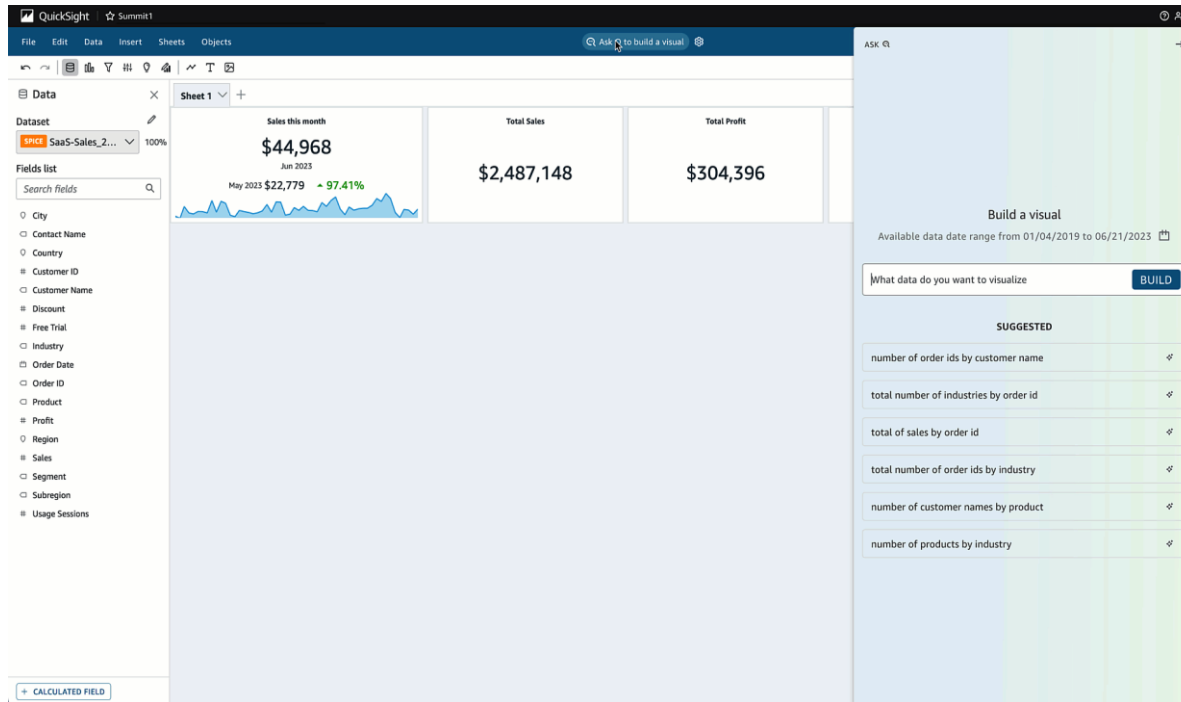 QuickSight Summit1
File Edit Data Insert Sheets Objects
Ask Q to build a visual
ASK Q
Data
Sheet 1
Dataset
SPICE SaaS-Sales_2... 100%
Fields list
Search fields
City
Contact Name
Country
Customer ID
Customer Name
Discount
Free Trial
Industry
Order Date
Order ID
Product
Profit
Region
Sales
Segment
Subregion
Usage Sessions
+ CALCULATED FIELD
Sales this month
$44,968
Jun 2023
May 2023 $22,779 97.41%
Total Sales
$2,487,148
Total Profit
$304,396
Build a visual
Available data date range from 01/04/2019 to 06/21/2023
What data do you want to visualize
BUILD
SUGGESTED
number of order ids by customer name
total number of industries by order id
total of sales by order id
total number of order ids by industry
number of customer names by product
number of products by industry